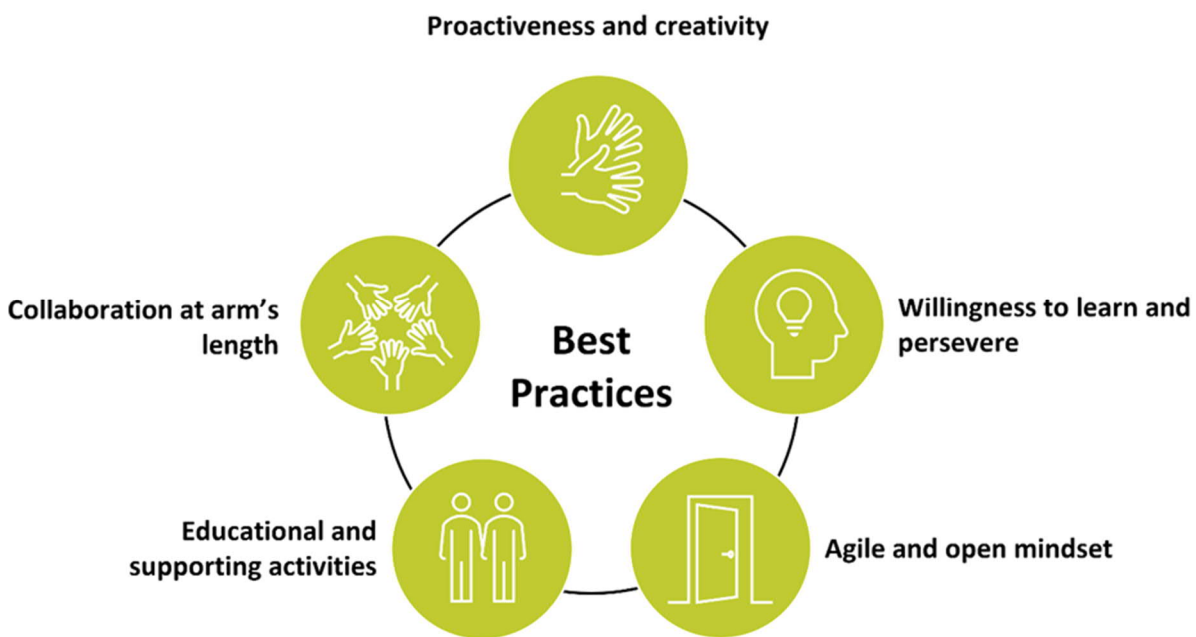 Proactiveness and creativity
Collaboration at arm’s
length
Best
Practices
Willingness to learn and
persevere
Educational and
supporting activities
Agile and open mindset